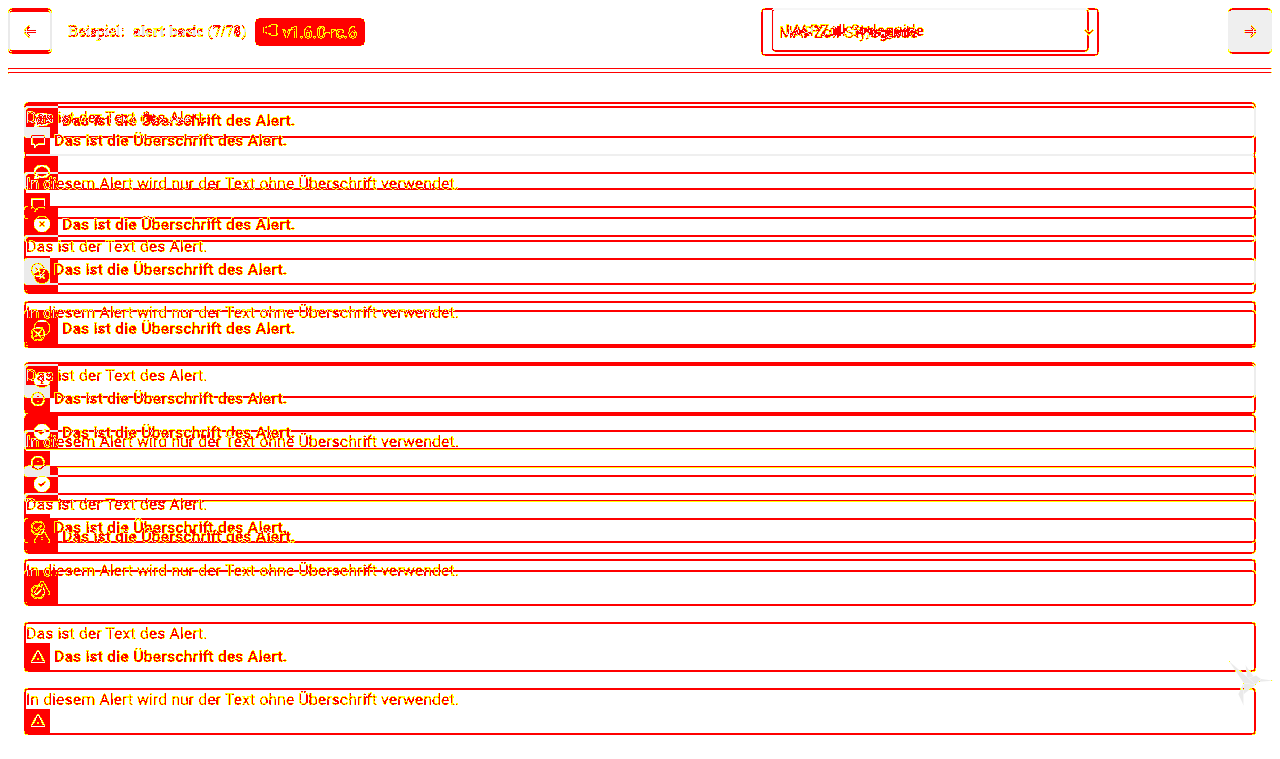 Beispiel: alert basic (7/78) v1.6.0-rc.6
Das ist der Text des Alert.
Das ist die Überschrift des Alert.
Das ist die Überschrift des Alert.
In diesem Alert wird nur der Text ohne Überschrift verwendet.
Das ist die Überschrift des Alert.
Das ist der Text des Alert.
Das ist die Überschrift des Alert.
In diesem Alert wird nur der Text ohne Überschrift verwendet.
Das ist die Überschrift des Alert.
Das ist der Text des Alert.
Das ist die Überschrift des Alert.
Das ist die Überschrift des Alert.
In diesem Alert wird nur der Text ohne Überschrift verwendet.
Das ist der Text des Alert.
Das ist die Überschrift des Alert.
Das ist die Überschrift des Alert.
In diesem Alert wird nur der Text ohne Überschrift verwendet.
Das ist der Text des Alert.
Das ist die Überschrift des Alert.
In diesem Alert wird nur der Text ohne Überschrift verwendet.